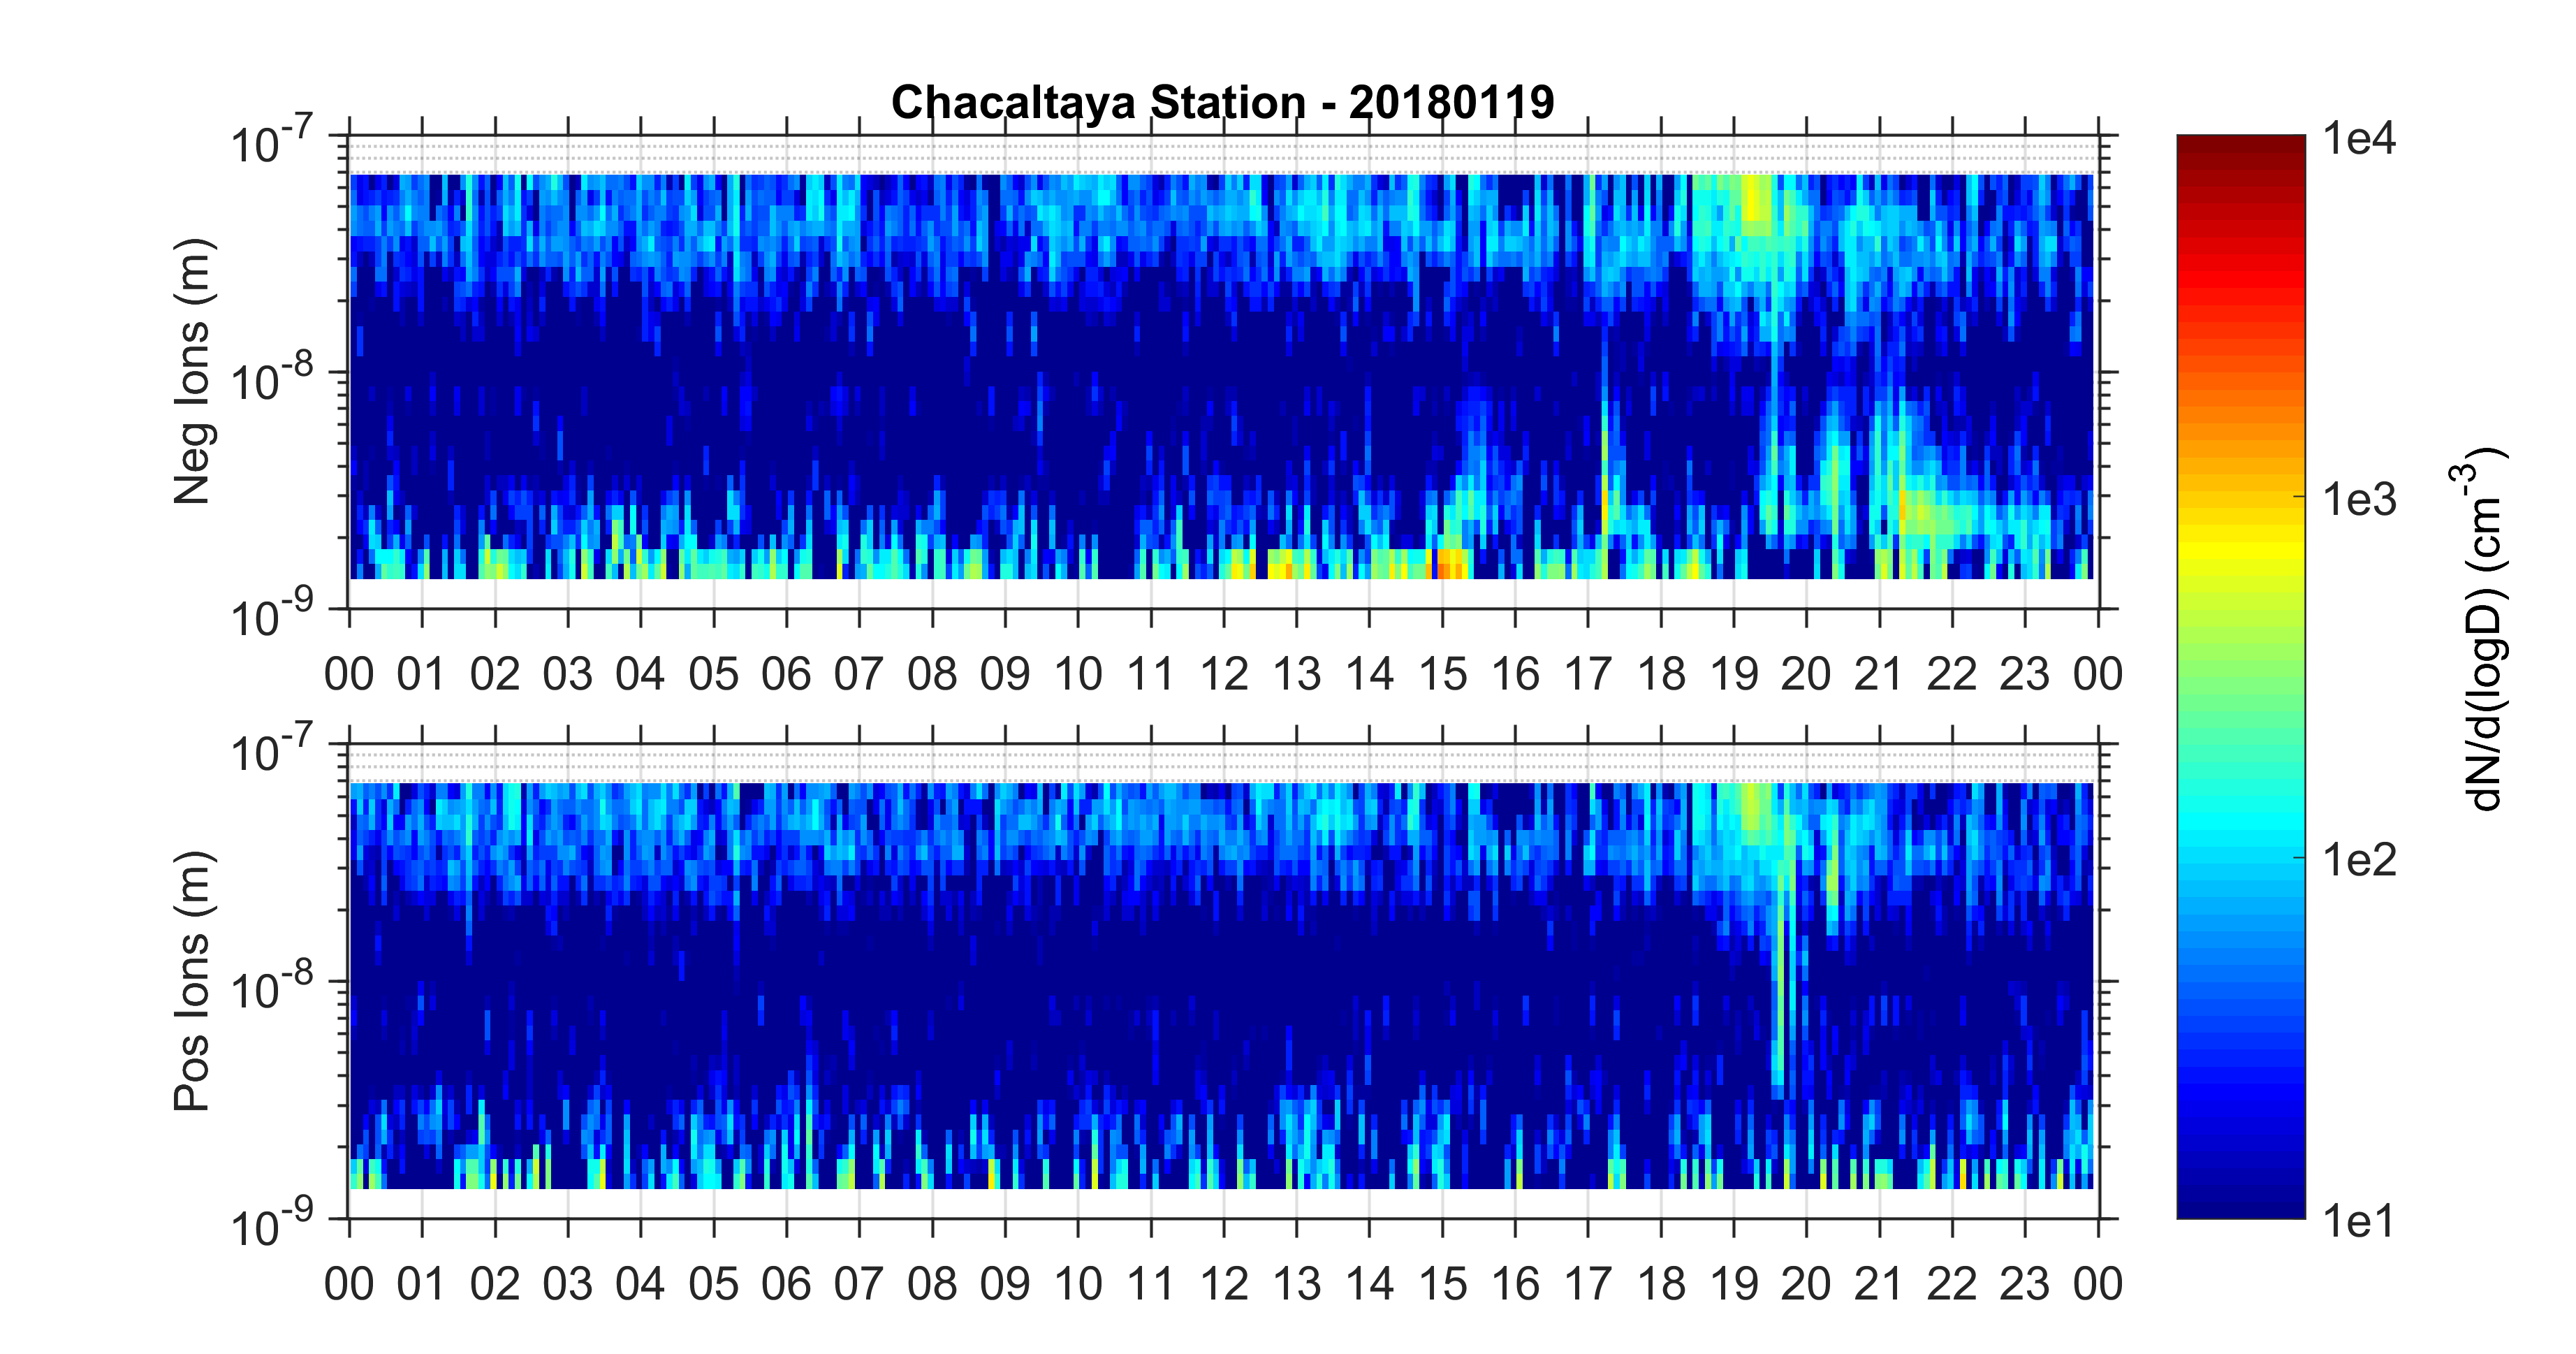 Chacaltaya Station - 20180119
10-7
10-8
10-9
Neg Ions (m)
00 01 02 03 04 05 06 07 08 09 10 11 12 13 14 15 16 17 18 19 20 21 22 23 00
10-7
10-8
10-9
Pos Ions (m)
00 01 02 03 04 05 06 07 08 09 10 11 12 13 14 15 16 17 18 19 20 21 22 23 00
1e4
1e3
1e2
1e1
dN/d(logD) (cm-3)